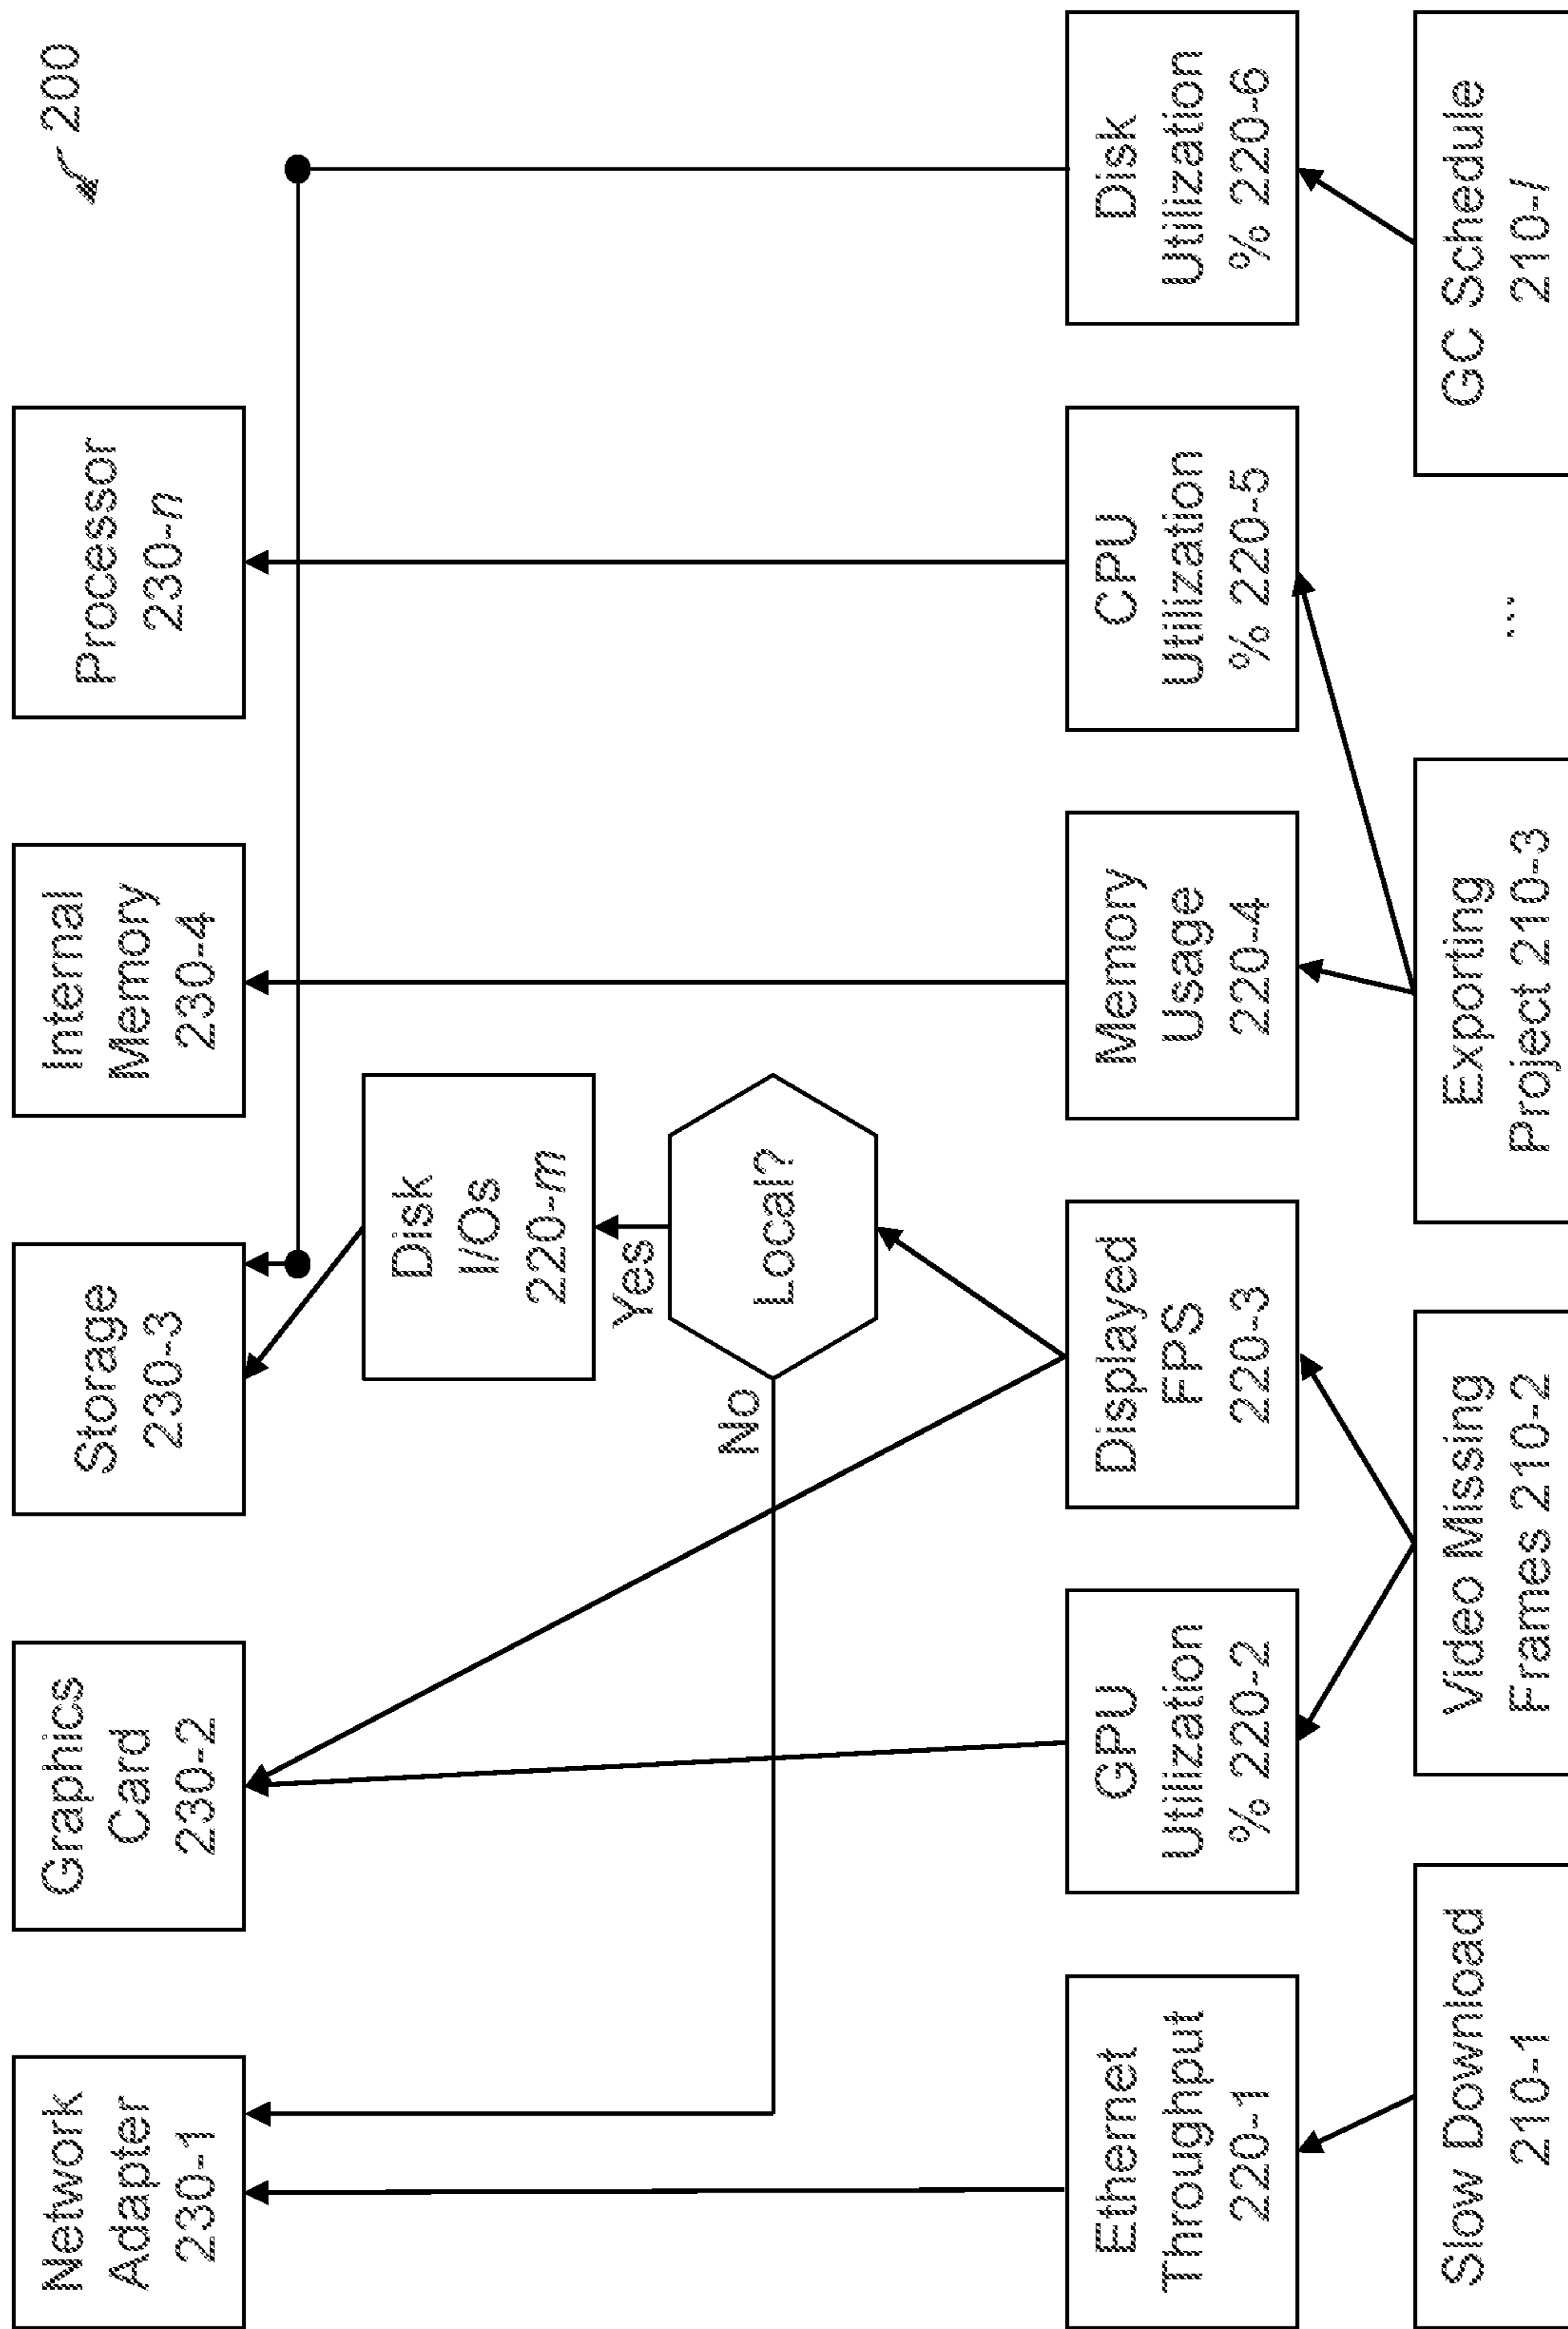 200
Network
Adapter
230-1
Graphics
Card
230-2
Storage
230-3
Internal
Memory
230-4
Processor
230-n
Disk
I/Os
220-m
Yes
Local?
No
Ethernet
Throughput
220-1
GPU
Utilization
% 220-2
Displayed
FPS
220-3
Memory
Usage
220-4
CPU
Utilization
% 220-5
Disk
Utilization
% 220-6
Slow Download
210-1
Video Missing
Frames 210-2
Exporting
Project 210-3
...
GC Schedule
210-l